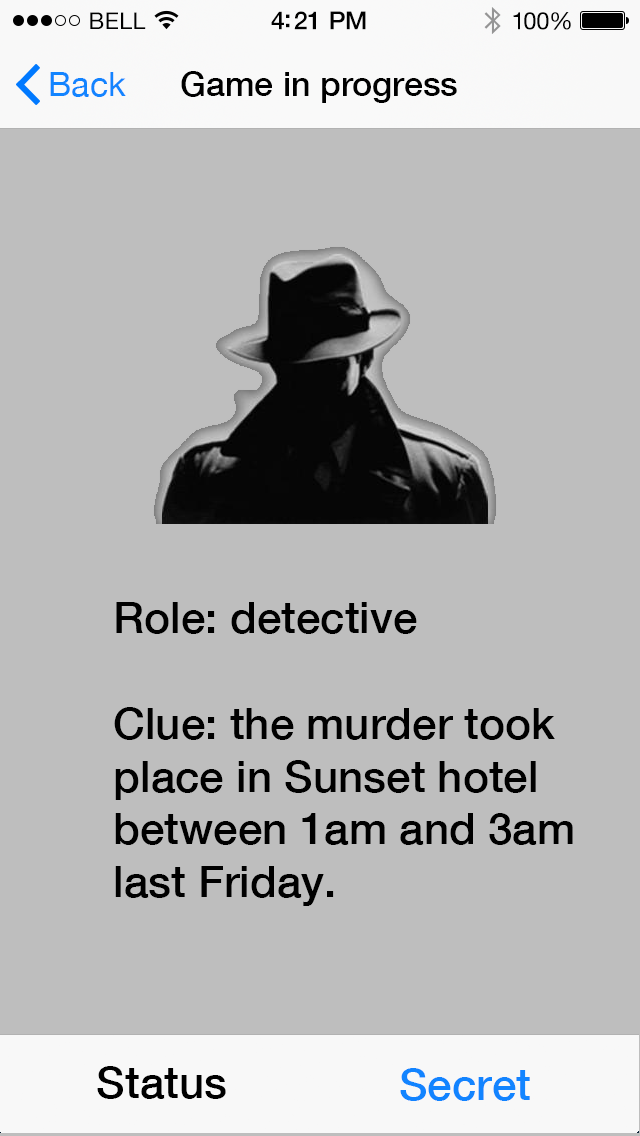 BELL 4:21 PM 100%
Back Game in progress
Role: detective
Clue: the murder took
place in Sunset hotel
between 1am and 3am
last Friday.
Status Secret